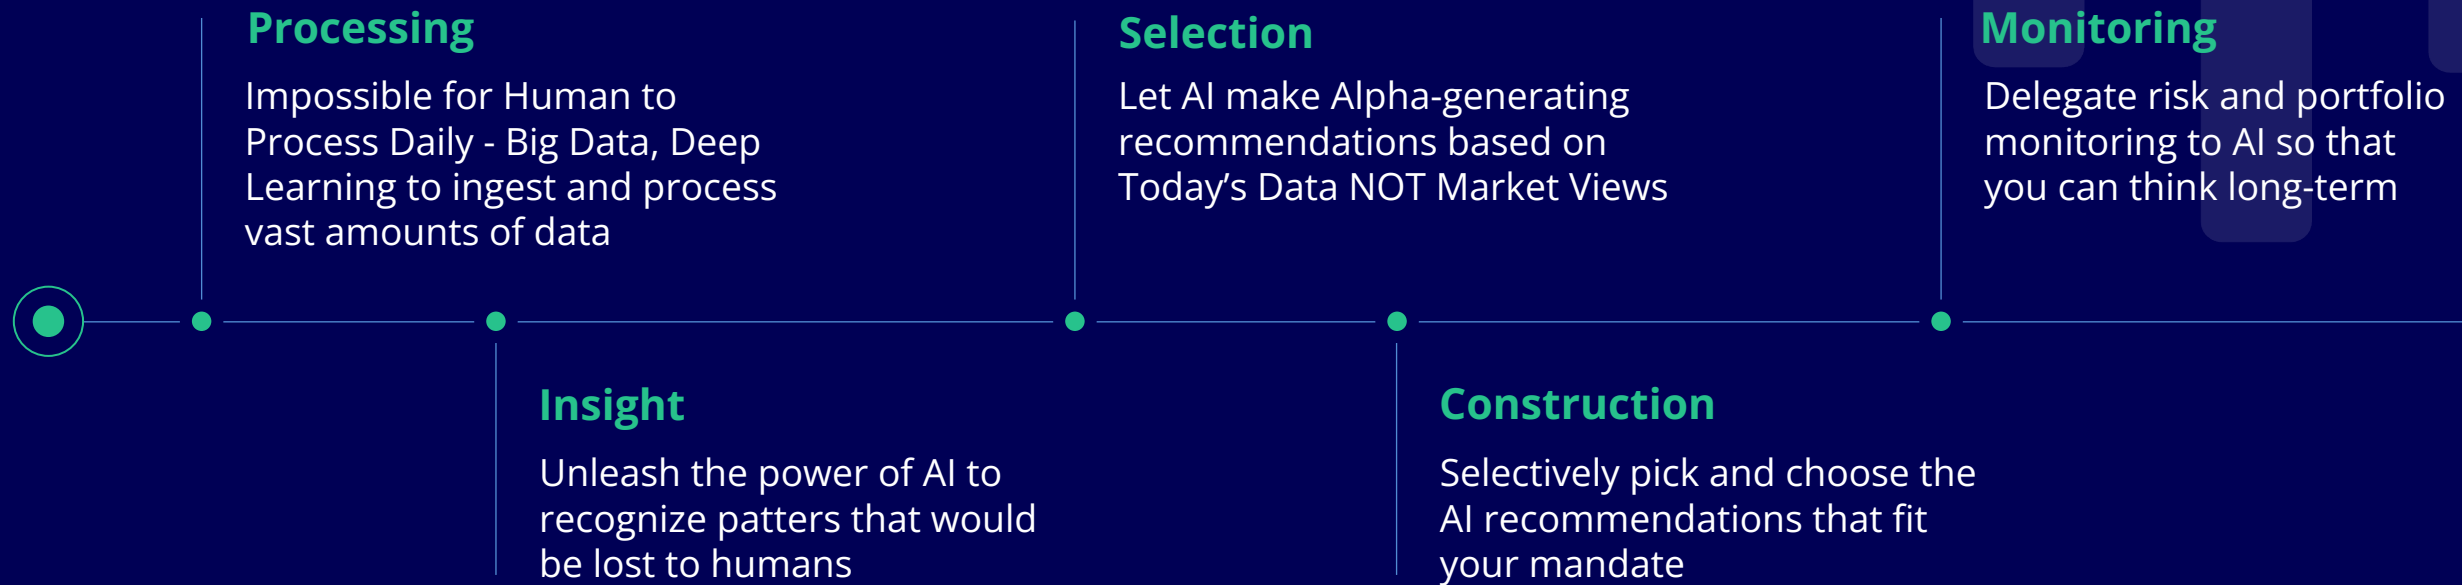 Processing
Impossible for Human to
Process Daily - Big Data, Deep
Learning to ingest and process
vast amounts of data
Insight
Unleash the power of AI to
recognize patters that would
be lost to humans
Selection
Let AI make Alpha-generating
recommendations based on
Today’s Data NOT Market Views
Construction
Selectively pick and choose the
AI recommendations that fit
your mandate
Monitoring
Delegate risk and portfolio
monitoring to AI so that
you can think long-term